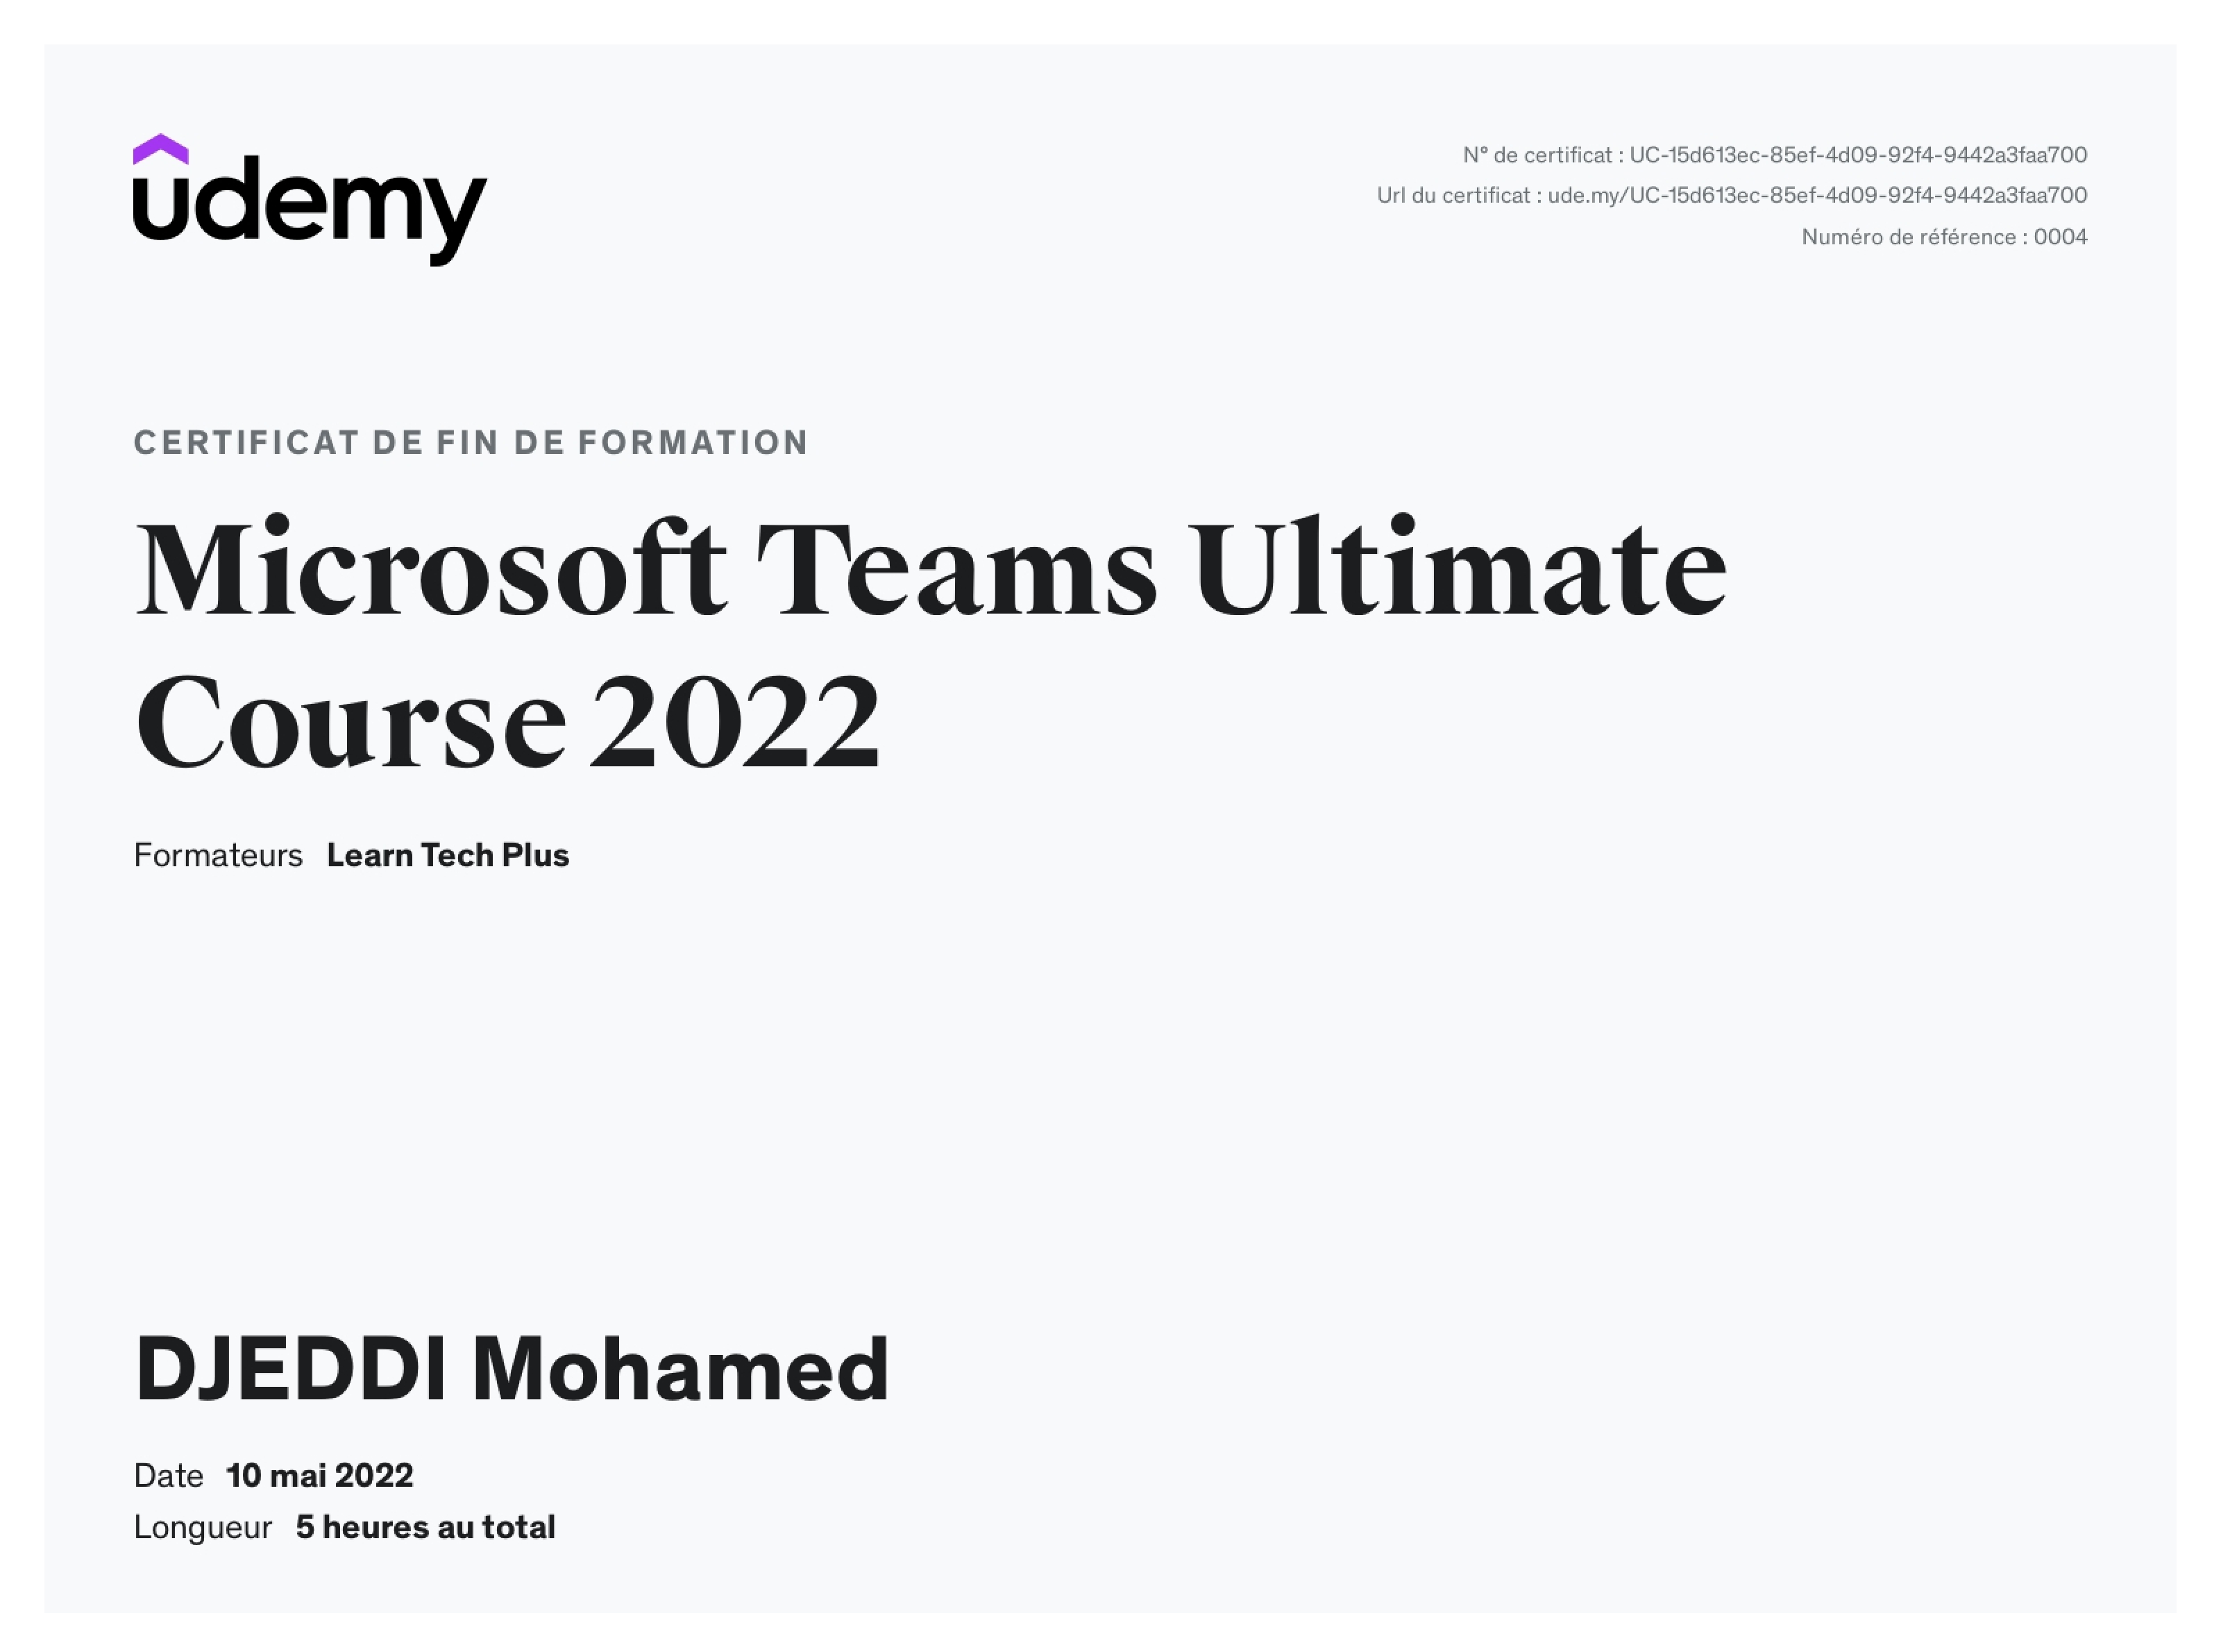 udemy
N° de certificat : UC-15d613ec-85ef-4d09-92f4-9442a3faa700
Url du certificat : ude.my/UC-15d613ec-85ef-4d09-92f4-9442a3faa700
Numéro de référence : 0004
CERTIFICAT DE FIN DE FORMATION
Microsoft Teams Ultimate
Course 2022
Formateurs Learn Tech Plus
DJEDDI Mohamed
Date 10 mai 2022
Longueur 5 heures au total